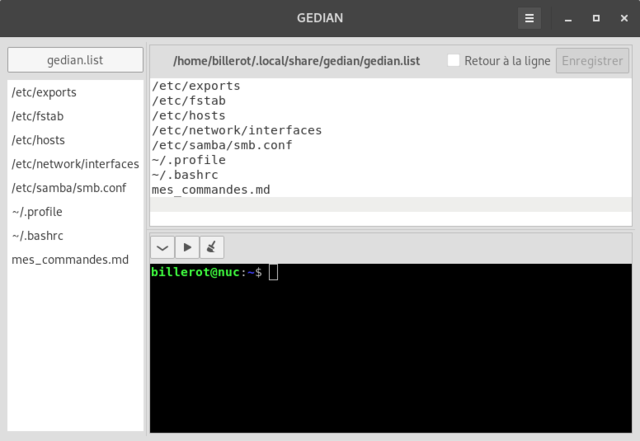 GEDIAN
gedian.list
/etc/exports
/etc/fstab
/etc/hosts
/etc/network/interfaces
/etc/samba/smb.conf
~/.profile
~/.bashrc
mes_commandes.md
/home/billerot/.local/share/gedian/gedian.list
Retour à la ligne
Enregistrer
/etc/exports
/etc/fstab
/etc/hosts
/etc/network/interfaces
/etc/samba/smb.conf
~/.profile
~/.bashrc
mes_commandes.md
billerot@nuc:~$